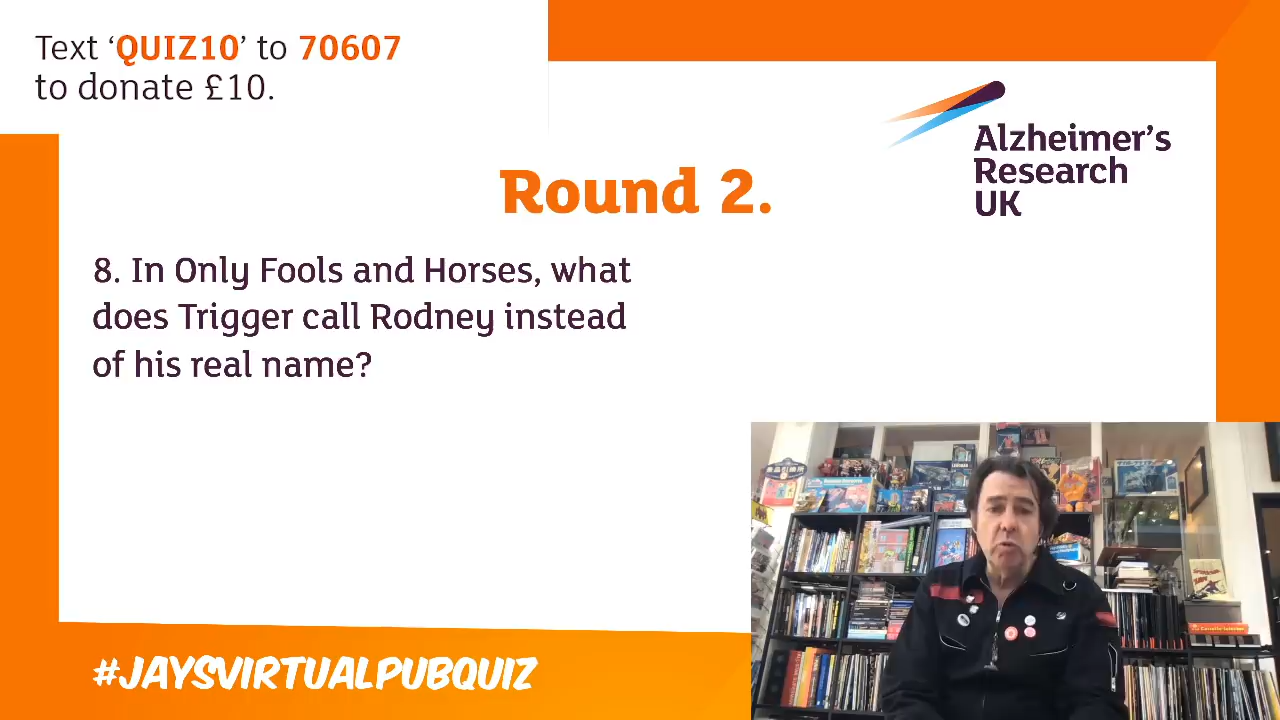 Text ‘QUIZ10’ to 70607
to donate £10.
Alzheimer’s
Research
UK
Round 2.
8. In Only Fools and Horses, what
does Trigger call Rodney instead
of his real name?
#JAYSVIRTUALPUBQUIZ